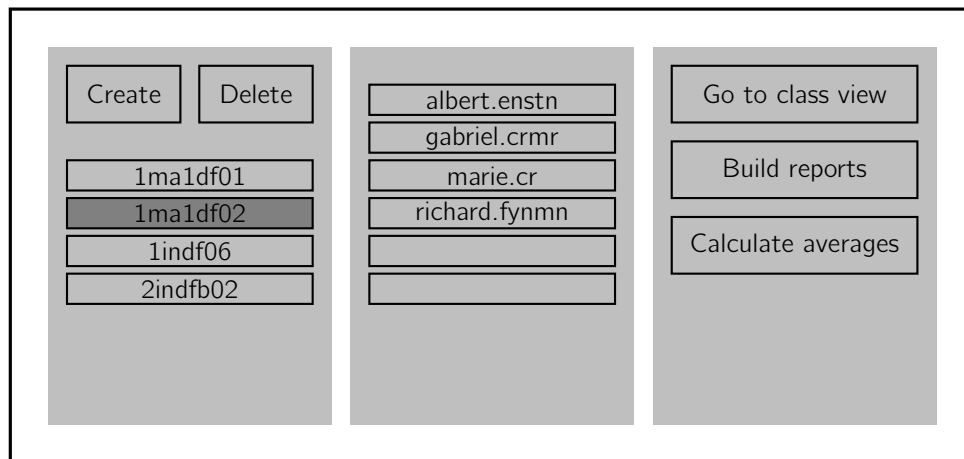 Create
Delete
1ma1df01
1ma1df02
1indf06
2indfb02
albert.enstn
gabriel.crmr
marie.cr
richard.fynmn
Go to class view
Build reports
Calculate averages